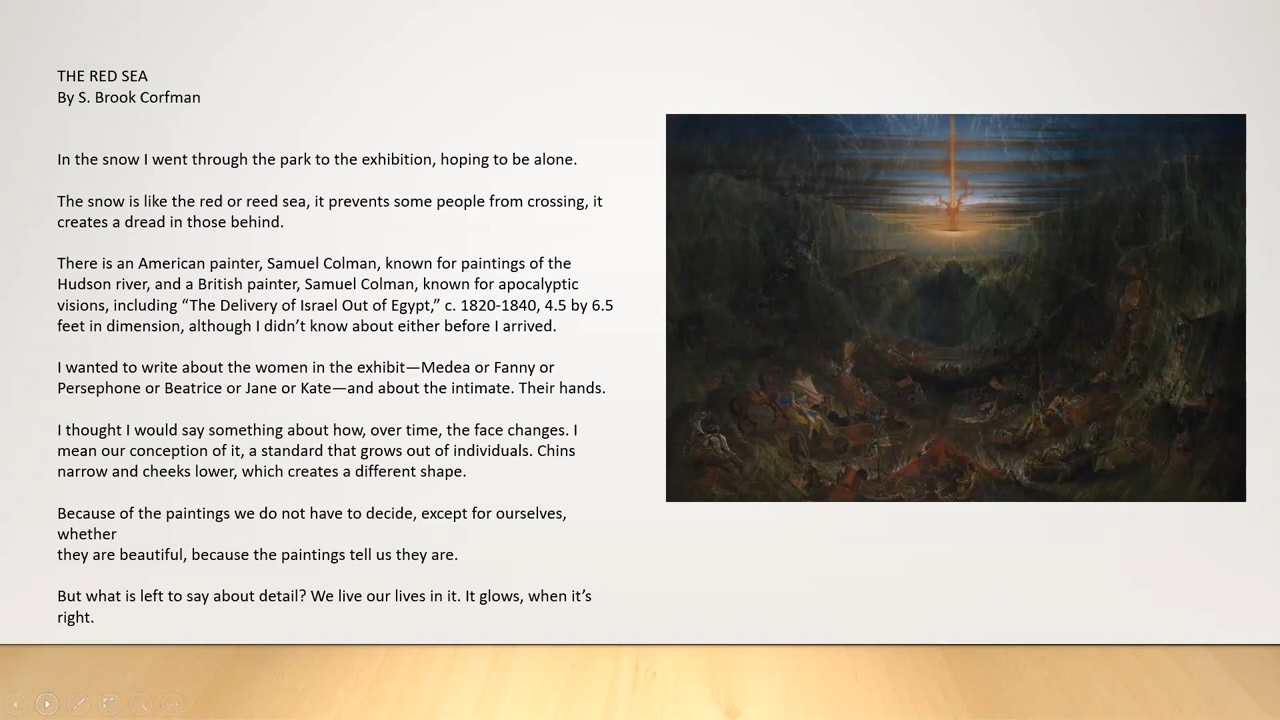 THE RED SEA
By S. Brook Corfman
In the snow I went through the park to the exhibition, hoping to be alone.
The snow is like the red or reed sea, it prevents some people from crossing, it
creates a dread in those behind.
There is an American painter, Samuel Colman, known for paintings of the
Hudson river, and a British painter, Samuel Colman, known for apocalyptic
visions, including “The Delivery of Israel Out of Egypt,” c. 1820-1840, 4.5 by 6.5
feet in dimension, although I didn’t know about either before I arrived.
I wanted to write about the women in the exhibit—Medea or Fanny or
Persephone or Beatrice or Jane or Kate—and about the intimate. Their hands.
I thought I would say something about how, over time, the face changes. I
mean our conception of it, a standard that grows out of individuals. Chins
narrow and cheeks lower, which creates a different shape.
Because of the paintings we do not have to decide, except for ourselves,
whether
they are beautiful, because the paintings tell us they are.
But what is left to say about detail? We live our lives in it. It glows, when it’s
right.